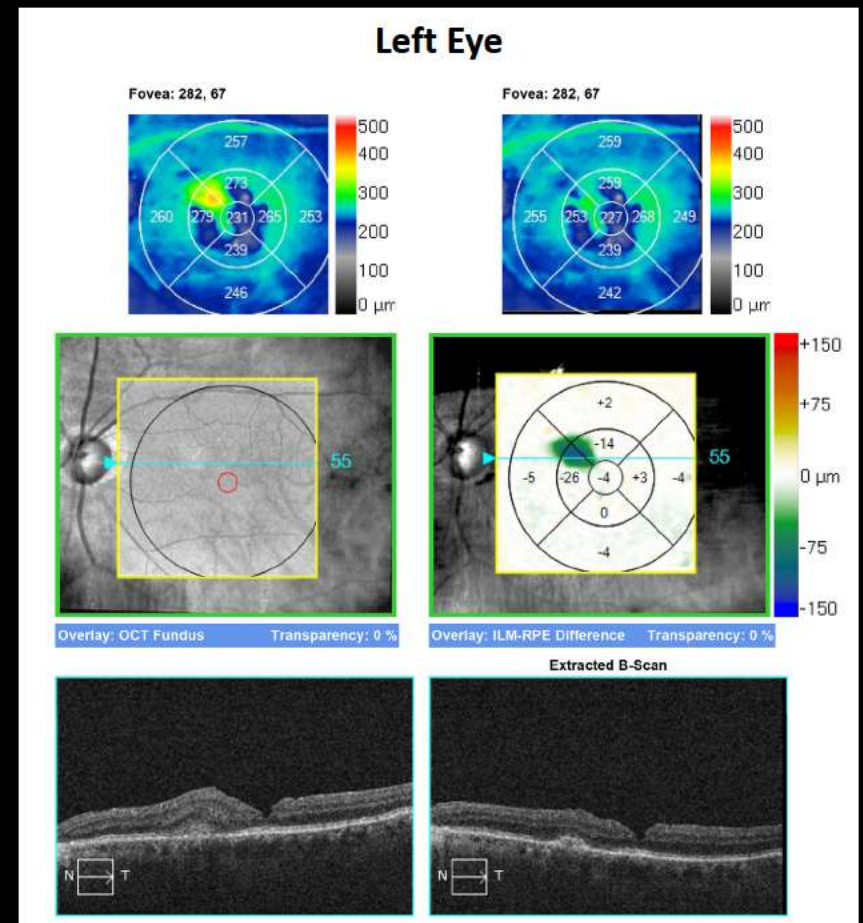 Left Eye
Fovea: 282, 67
Fovea: 282, 67
257
273
260 279 231 265 253
239
246
500
400
300
200
100
0 µm
259
259
255 253 227 268 249
239
242
500
400
300
200
100
0 µm
55
+2
-14
-5 -26 -4 +3 -4
0
-4
55
+150
+75
0 µm
-75
-150
Overlay: OCT Fundus Transparency: 0 %
Overlay: ILM-RPE Difference Transparency: 0 %
Extracted B-Scan
N T
N T